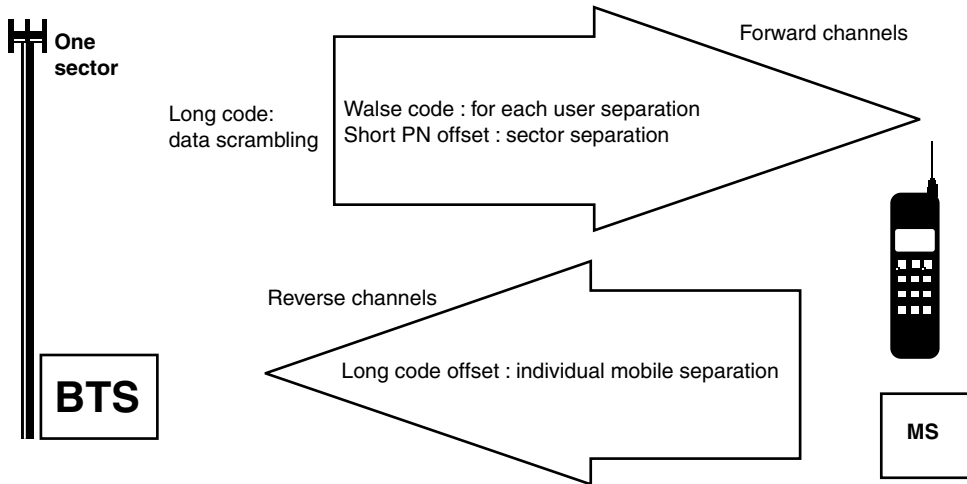 One
sector
Forward channels
Long code:
data scrambling
Walse code : for each user separation
Short PN offset : sector separation
Reverse channels
Long code offset : individual mobile separation
BTS
MS